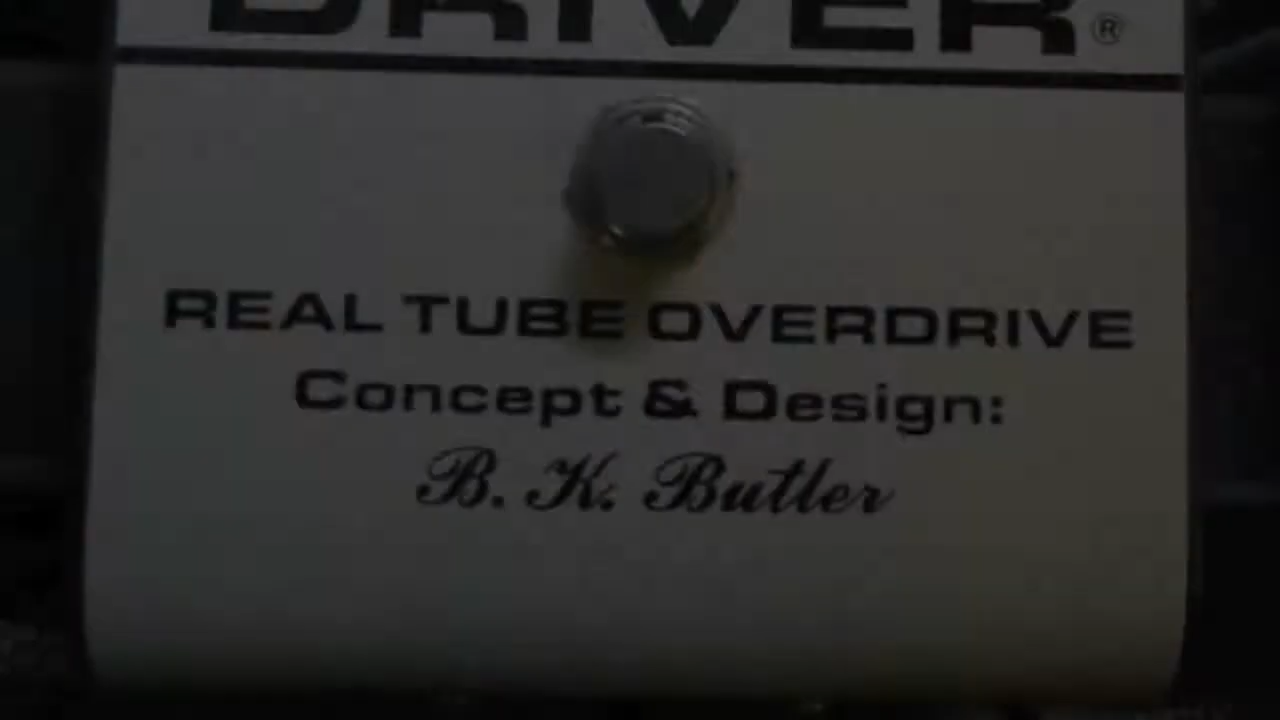 DRIVER®
REAL TUBE OVERDRIVE
Concept & Design:
B. K. Butler